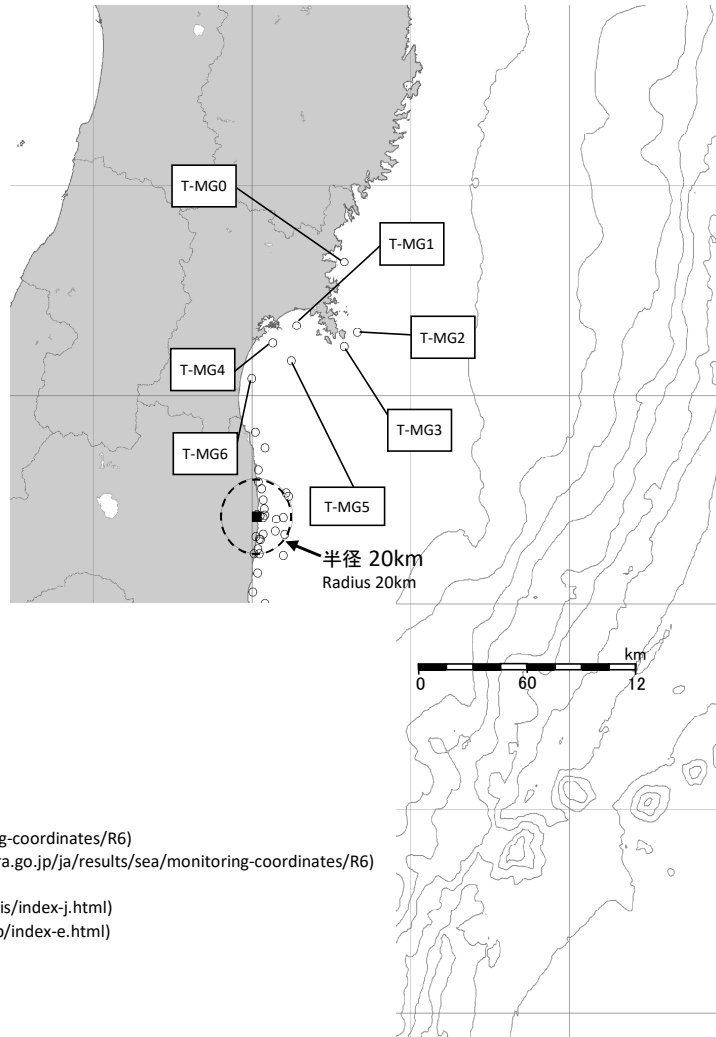 T-MG0
T-MG1
T-MG2
T-MG4
T-MG3
T-MG6
T-MG5
半径 20km
Radius 20km
km
0 60 12
g-coordinates/R6)
ra.go.jp/ja/results/sea/monitoring-coordinates/R6)
is/index-j.html)
p/index-e.html)